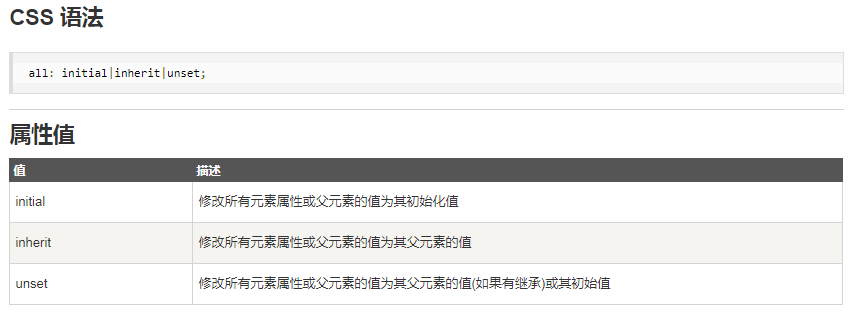 CSS 语法
all: initial|inherit|unset;
属性值
值 描述
initial 修改所有元素属性或父元素的值为其初始化值
inherit 修改所有元素属性或父元素的值为其父元素的值
unset 修改所有元素属性或父元素的值为其父元素的值(如果有继承)或其初始值